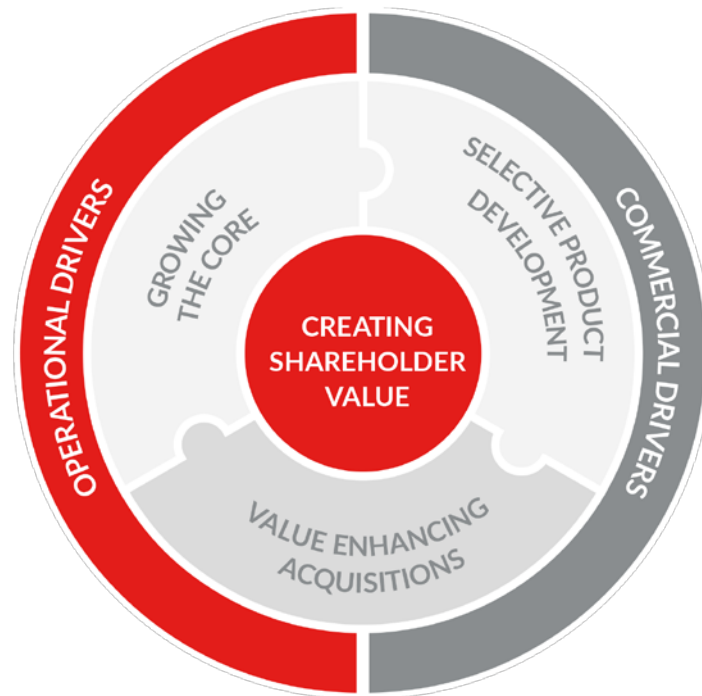 OPERATIONAL DRIVERS
COMMERCIAL DRIVERS
GROWING
THE CORE
SELECTIVE PRODUCT
DEVELOPMENT
CREATING
SHAREHOLDER
VALUE
VALUE ENHANCING
ACQUISITIONS